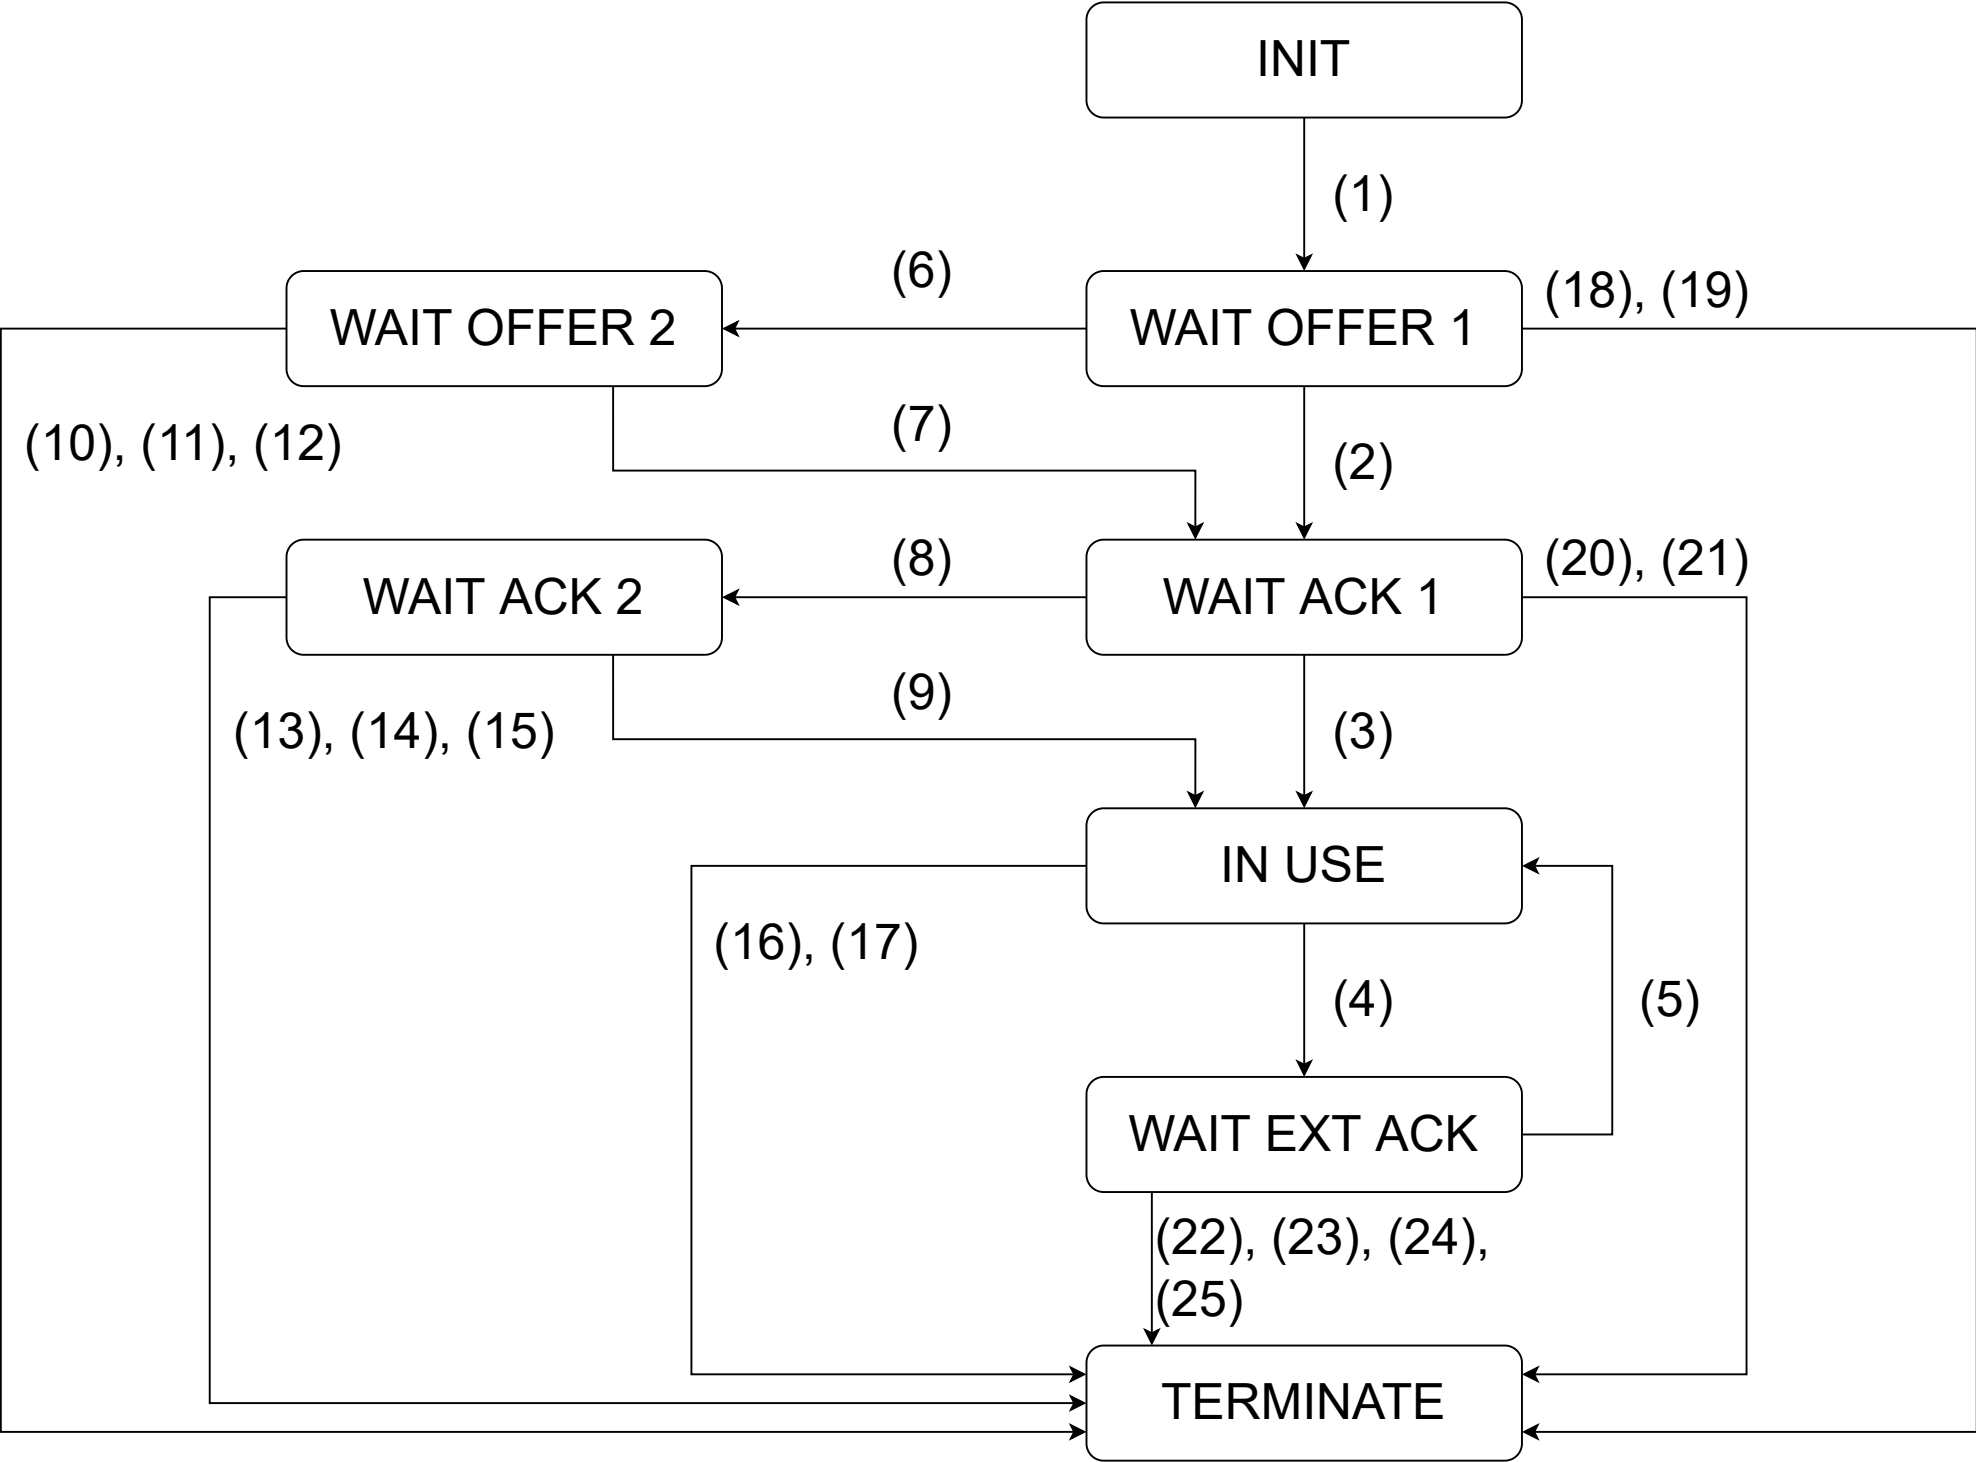 INIT
(1)
(6)
WAIT OFFER 2
WAIT OFFER 1
(18), (19)
(10), (11), (12)
(7)
(2)
WAIT ACK 2
(8)
WAIT ACK 1
(20), (21)
(13), (14), (15)
(9)
(3)
IN USE
(16), (17)
(4)
(5)
WAIT EXT ACK
(22), (23), (24),
(25)
TERMINATE